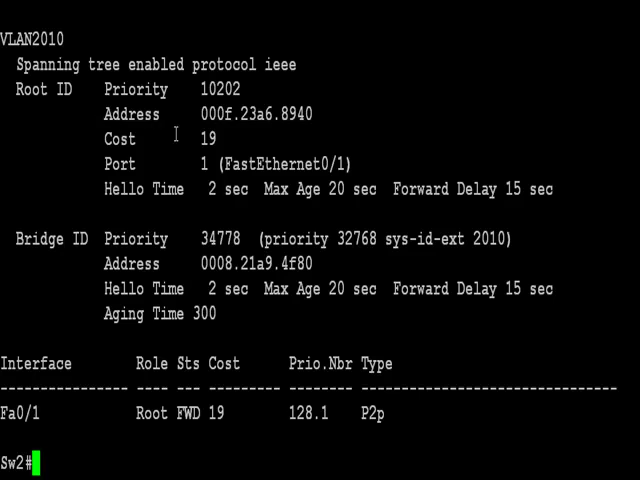 VLAN2010
Spanning tree enabled protocol ieee
Root ID Priority 10202
Address 000f.23a6.8940
Cost 19
Port 1 (FastEthernet0/1)
Hello Time 2 sec Max Age 20 sec Forward Delay 15 sec
Bridge ID Priority 34778 (priority 32768 sys-id-ext 2010)
Address 0008.21a9.4f80
Hello Time 2 sec Max Age 20 sec Forward Delay 15 sec
Aging Time 300
Interface Role Sts Cost Prio.Nbr Type
---------------- ---- --- --------- -------- --------------------------------
Fa0/1 Root FWD 19 128.1 P2p
Sw2#